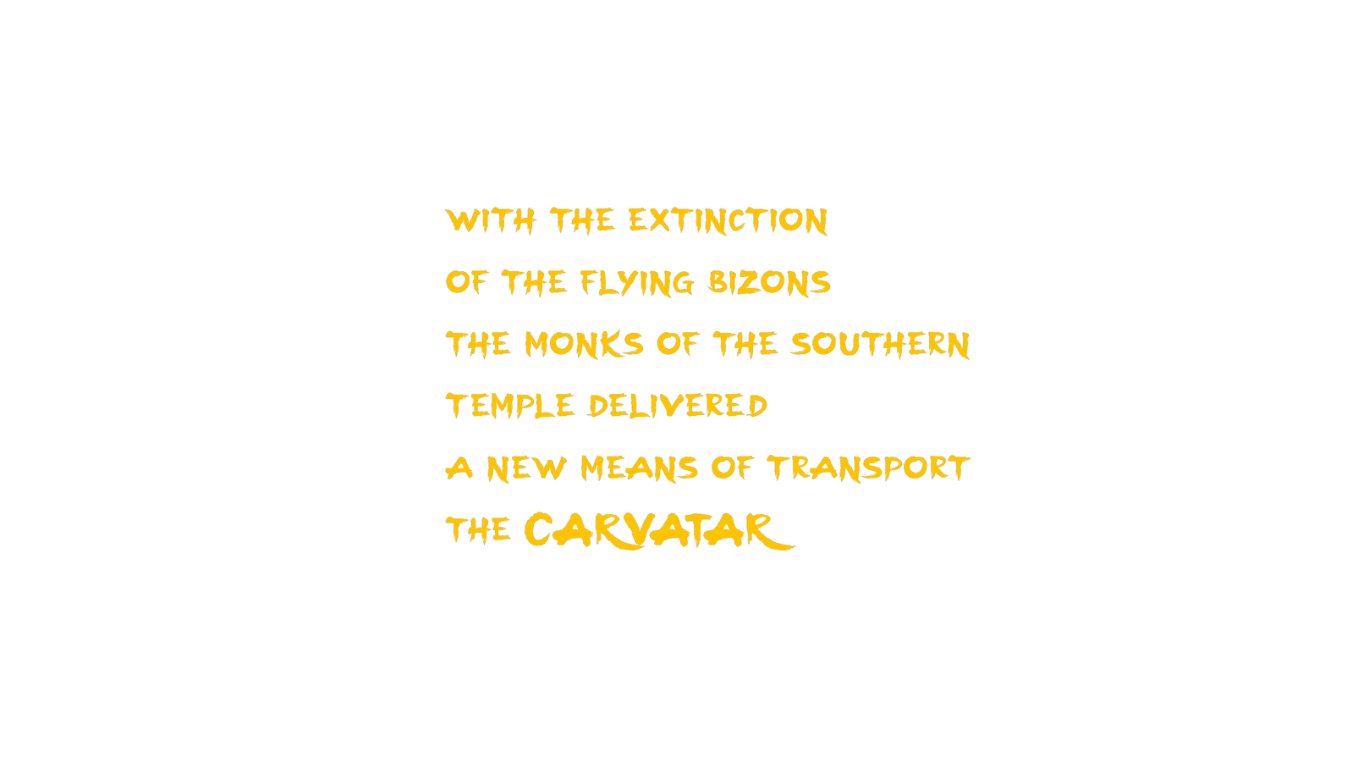 WITH THE EXTINCTION
OF THE FLYING BIZONS
THE MONKS OF THE SOUTHERN
TEMPLE DELIVERED
A NEW MEANS OF TRANSPORT
THE CARVATAR